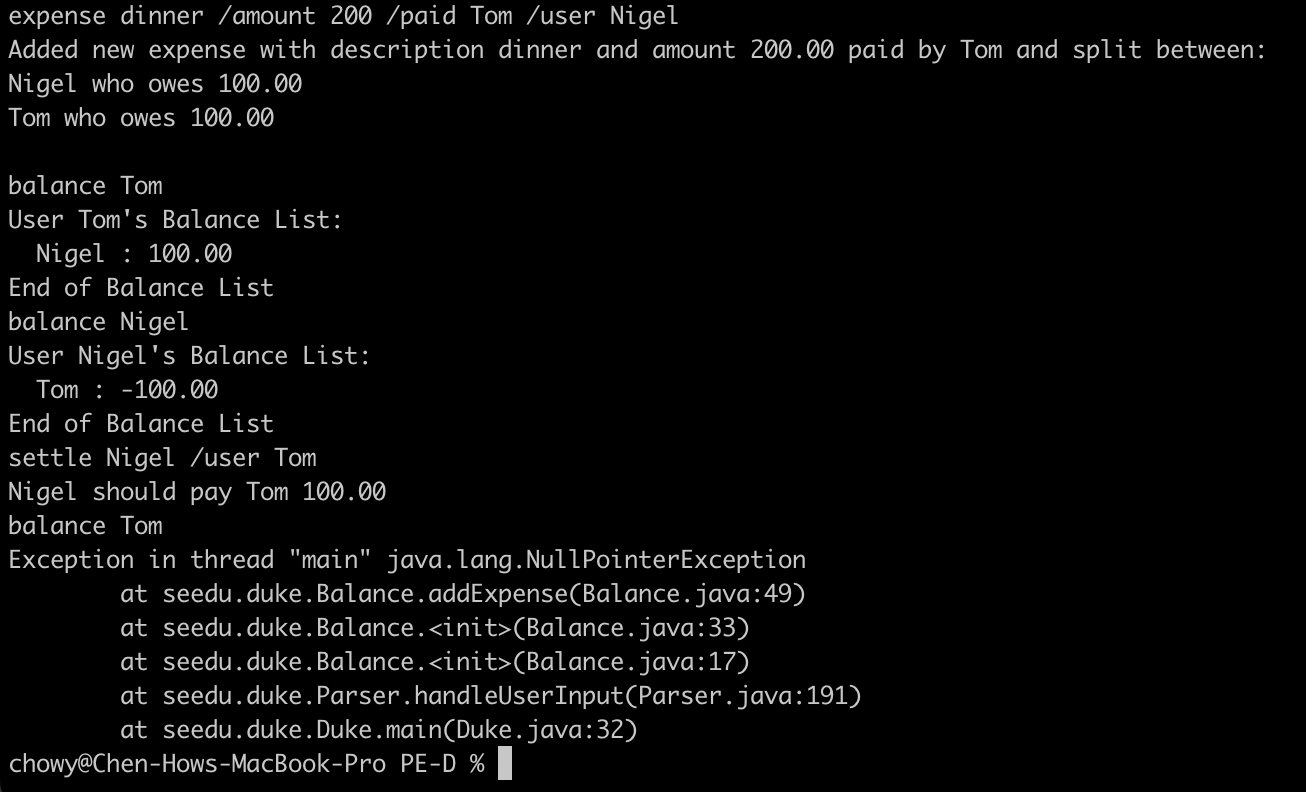 expense dinner /amount 200 /paid Tom /user Nigel
Added new expense with description dinner and amount 200.00 paid by Tom and split between:
Nigel who owes 100.00
Tom who owes 100.00
balance Tom
User Tom's Balance List:
  Nigel : 100.00
End of Balance List
balance Nigel
User Nigel's Balance List:
  Tom : -100.00
End of Balance List
settle Nigel /user Tom
Nigel should pay Tom 100.00
balance Tom
Exception in thread "main" java.lang.NullPointerException
        at seedu.duke.Balance.addExpense(Balance.java:49)
        at seedu.duke.Balance.<init>(Balance.java:33)
        at seedu.duke.Balance.<init>(Balance.java:17)
        at seedu.duke.Parser.handleUserInput(Parser.java:191)
        at seedu.duke.Duke.main(Duke.java:32)
chowy@Chen-Hows-MacBook-Pro PE-D %